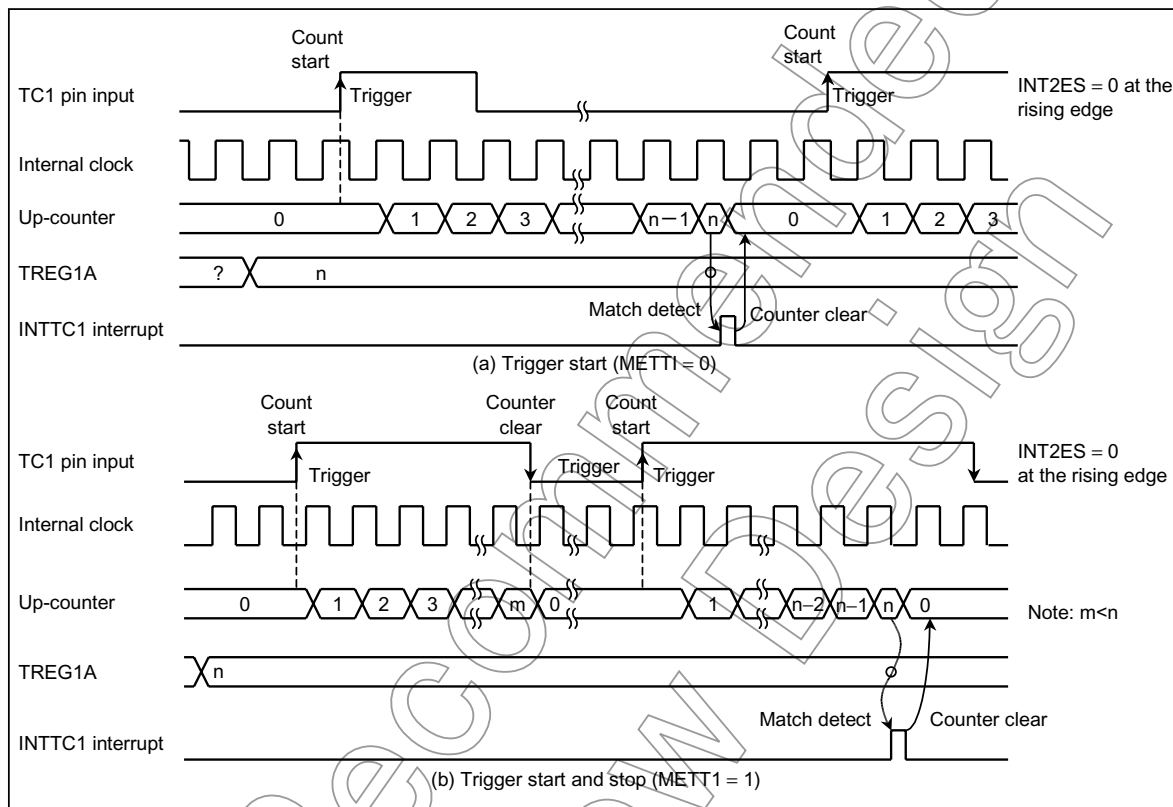 Count
start
Count
start
TC1 pin input
Trigger
Trigger
INT2ES = 0 at the
rising edge
Internal clock
Up-counter
0
1
2
3
n−1
n
0
1
2
3
TREG1A
?
n
Match detect
Counter clear
INTTC1 interrupt
(a) Trigger start (METTI = 0)
Count
start
Counter
clear
Count
start
TC1 pin input
Trigger
Trigger
Trigger
INT2ES = 0
at the rising edge
Internal clock
Up-counter
0
1
2
3
m
0
1
n–2
n–1
n
0
Note: m<n
TREG1A
n
Match detect
Counter clear
INTTC1 interrupt
(b) Trigger start and stop (METT1 = 1)